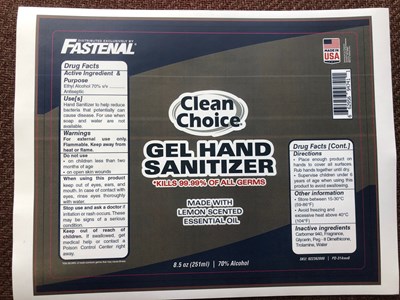 DISTRIBUTED EXCLUSIVELY BY
FASTENAL
Drug Facts
Active Ingredient &
Purpose
Ethyl Alcohol 70% v/v
Antiseptic
Use[s]
Hand Sanitizer to help reduce
bacteria that potentially can
cause disease. For use when
soap and water are not
available.
Warnings
For external use only
Flammable. Keep away from
heat or frame.
Do not use
• on children less than two
months of age
• on open skin wounds
When using this product
keep out of eyes, ears, and
mouth. In case of contact with
eyes, rinse eyes thoroughly
with water.
Stop use and ask a doctor if
irritation or rash occurs. These
may be signs of a serious
condition.
Keep out of reach of
children. If swallowed, get
medical help or contact a
Poison Control Center right
away.
Clean
Choice
GEL HAND
SANITIZER
*KILLS 99.99% OF ALL GERMS
MADE WITH
LEMON SCENTED
ESSENTIAL OIL
8.5 oz (251ml) | 70% Alcohol
MADE IN
USA
Drug Facts [Cont.]
Directions
• Place enough product on
hands to cover all surfaces.
Rub hands together until dry.
• Supervise children under 6
years of age when using this
product to avoid swallowing.
Other information
• Store between 15-30°C
(59-86°F)
• Avoid freezing and
excessive heat above 40°C
(104°F)
Inactive ingredients
Carbomer 940, Fragrance,
Glycerin, Peg -8 Dimethicone,
Trolamine, Water